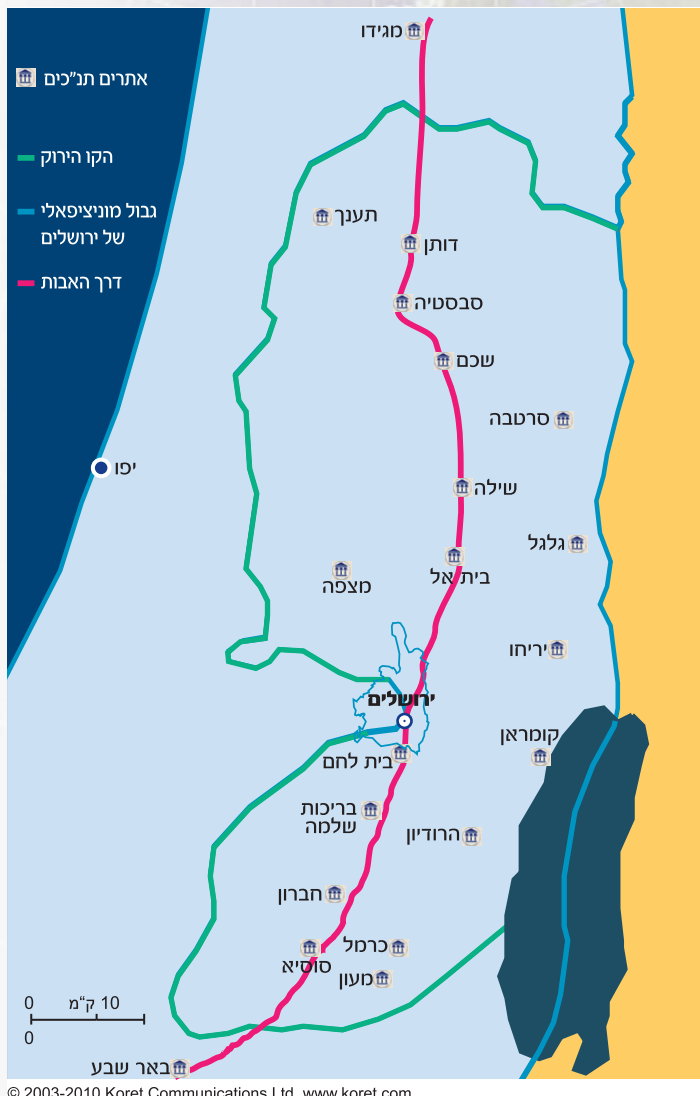 מגידו
אתרים תנ"כים
הקו הירוק
גבול מוניציפאלי
של ירושלים
דרך האבות
תענך
דותן
סבסטיה
שכם
סרטבה
יפו
שילה
גלגל
בית אל
מצפה
יריחו
ירושלים
קומראן
בית לחם
בריכות
שלמה
הרודיון
חברון
כרמל
סוסיא
מעון
0 10 ק"מ
0
באר שבע
© 2003-2010 Koret Communications Ltd. www.koret.com